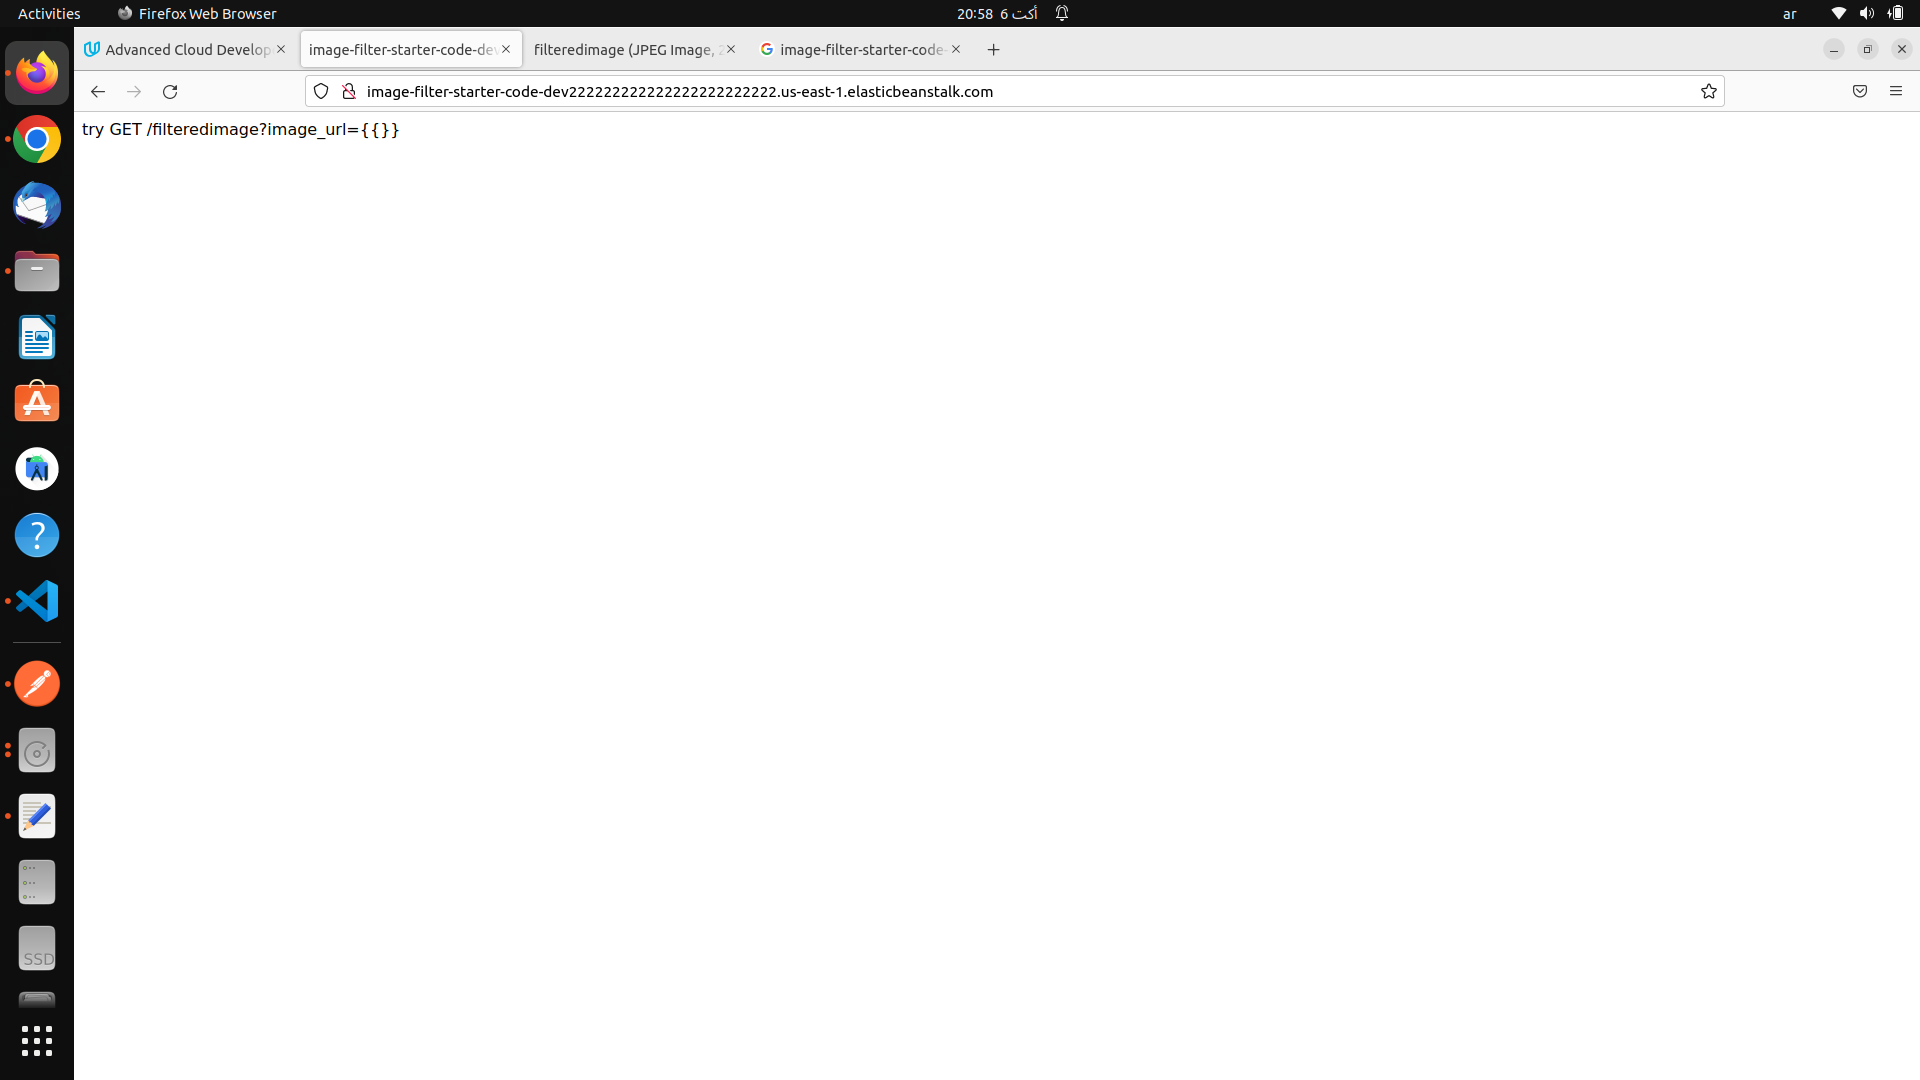 Activities
Firefox Web Browser
20:58 6 أكت
ar
Advanced Cloud Develop
image-filter-starter-code-dev
filteredimage (JPEG Image, 2
image-filter-starter-code-
image-filter-starter-code-dev222222222222222222222222.us-east-1.elasticbeanstalk.com
try GET /filteredimage?image_url={{}}
SSD